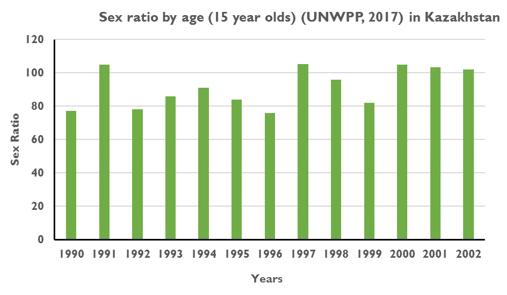 Sex ratio by age (15 year olds) (UNWPP, 2017) in Kazakhstan
120
100
80
60
40
20
0
Sex Ratio
1990 1991 1992 1993 1994 1995 1996 1997 1998 1999 2000 2001 2002
Years